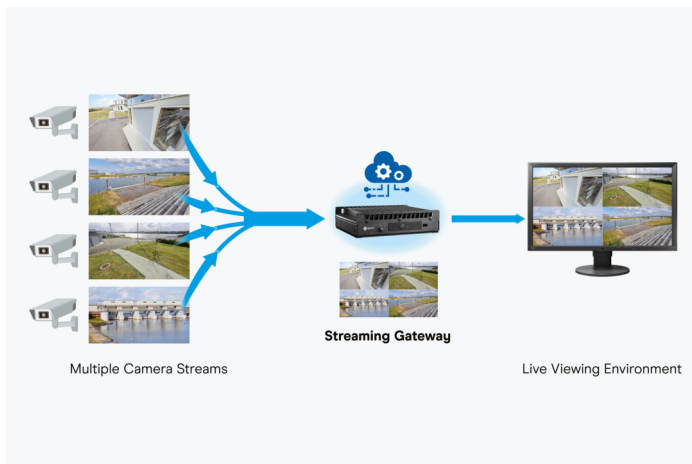 Streaming Gateway
Multiple Camera Streams
Live Viewing Environment